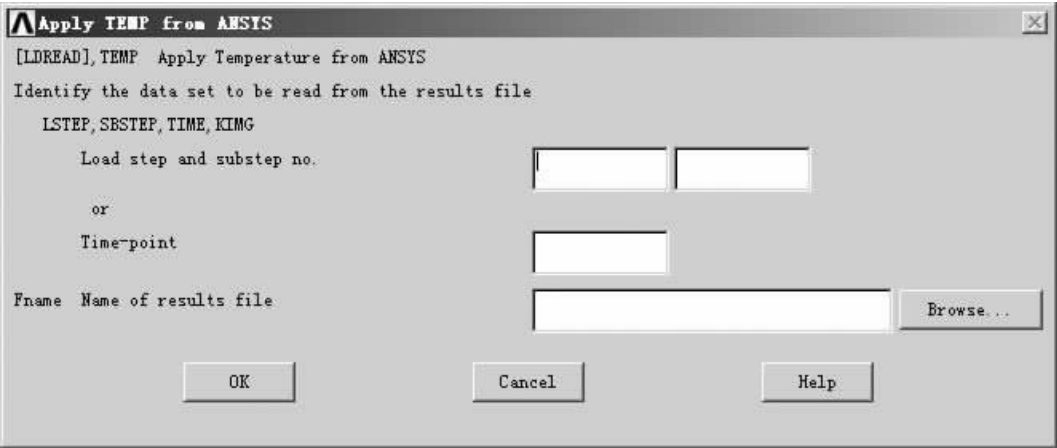 Apply TEMP from ANSYS
[LDREAD],TEMP Apply Temperature from ANSYS
Identify the data set to be read from the results file
LSTEP,SBSTEP,TIME,KIMG
Load step and substep no.
or
Time-point
Fname Name of results file
Browse...
OK Cancel Help